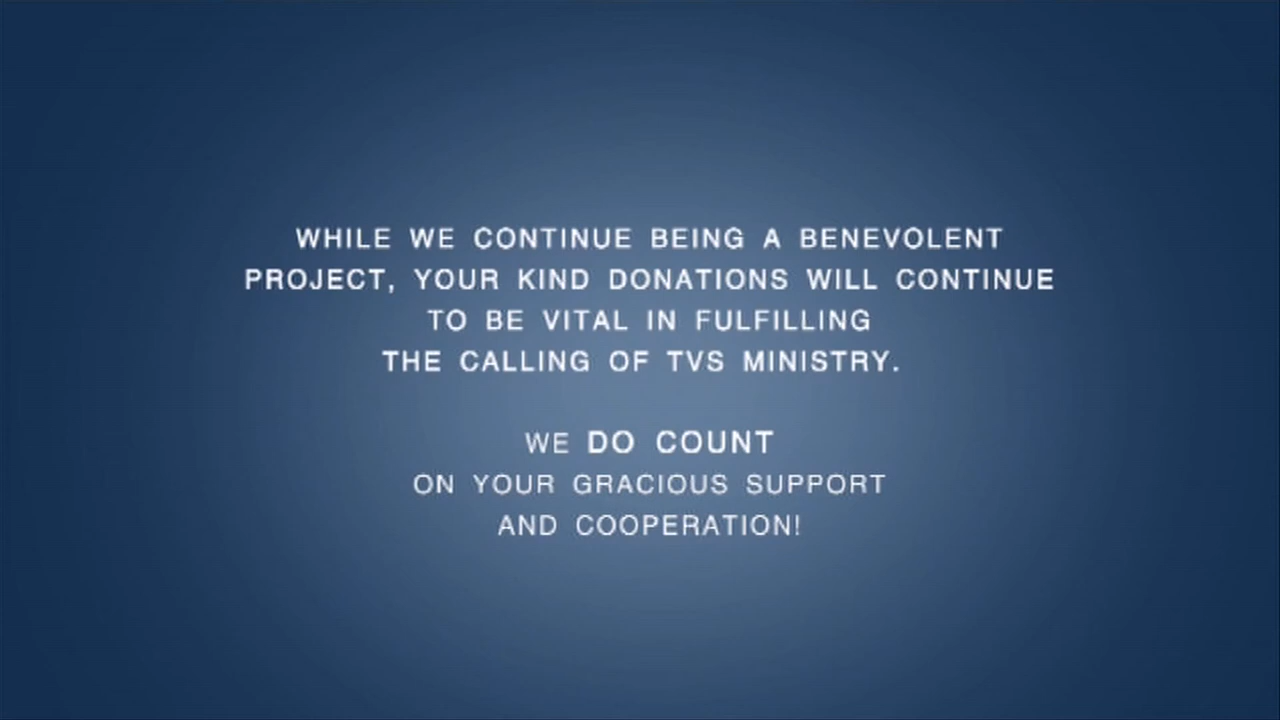 WHILE WE CONTINUE BEING A BENEVOLENT
PROJECT, YOUR KIND DONATIONS WILL CONTINUE
TO BE VITAL IN FULFILLING
THE CALLING OF TVS MINISTRY.
WE DO COUNT
ON YOUR GRACIOUS SUPPORT
AND COOPERATION!